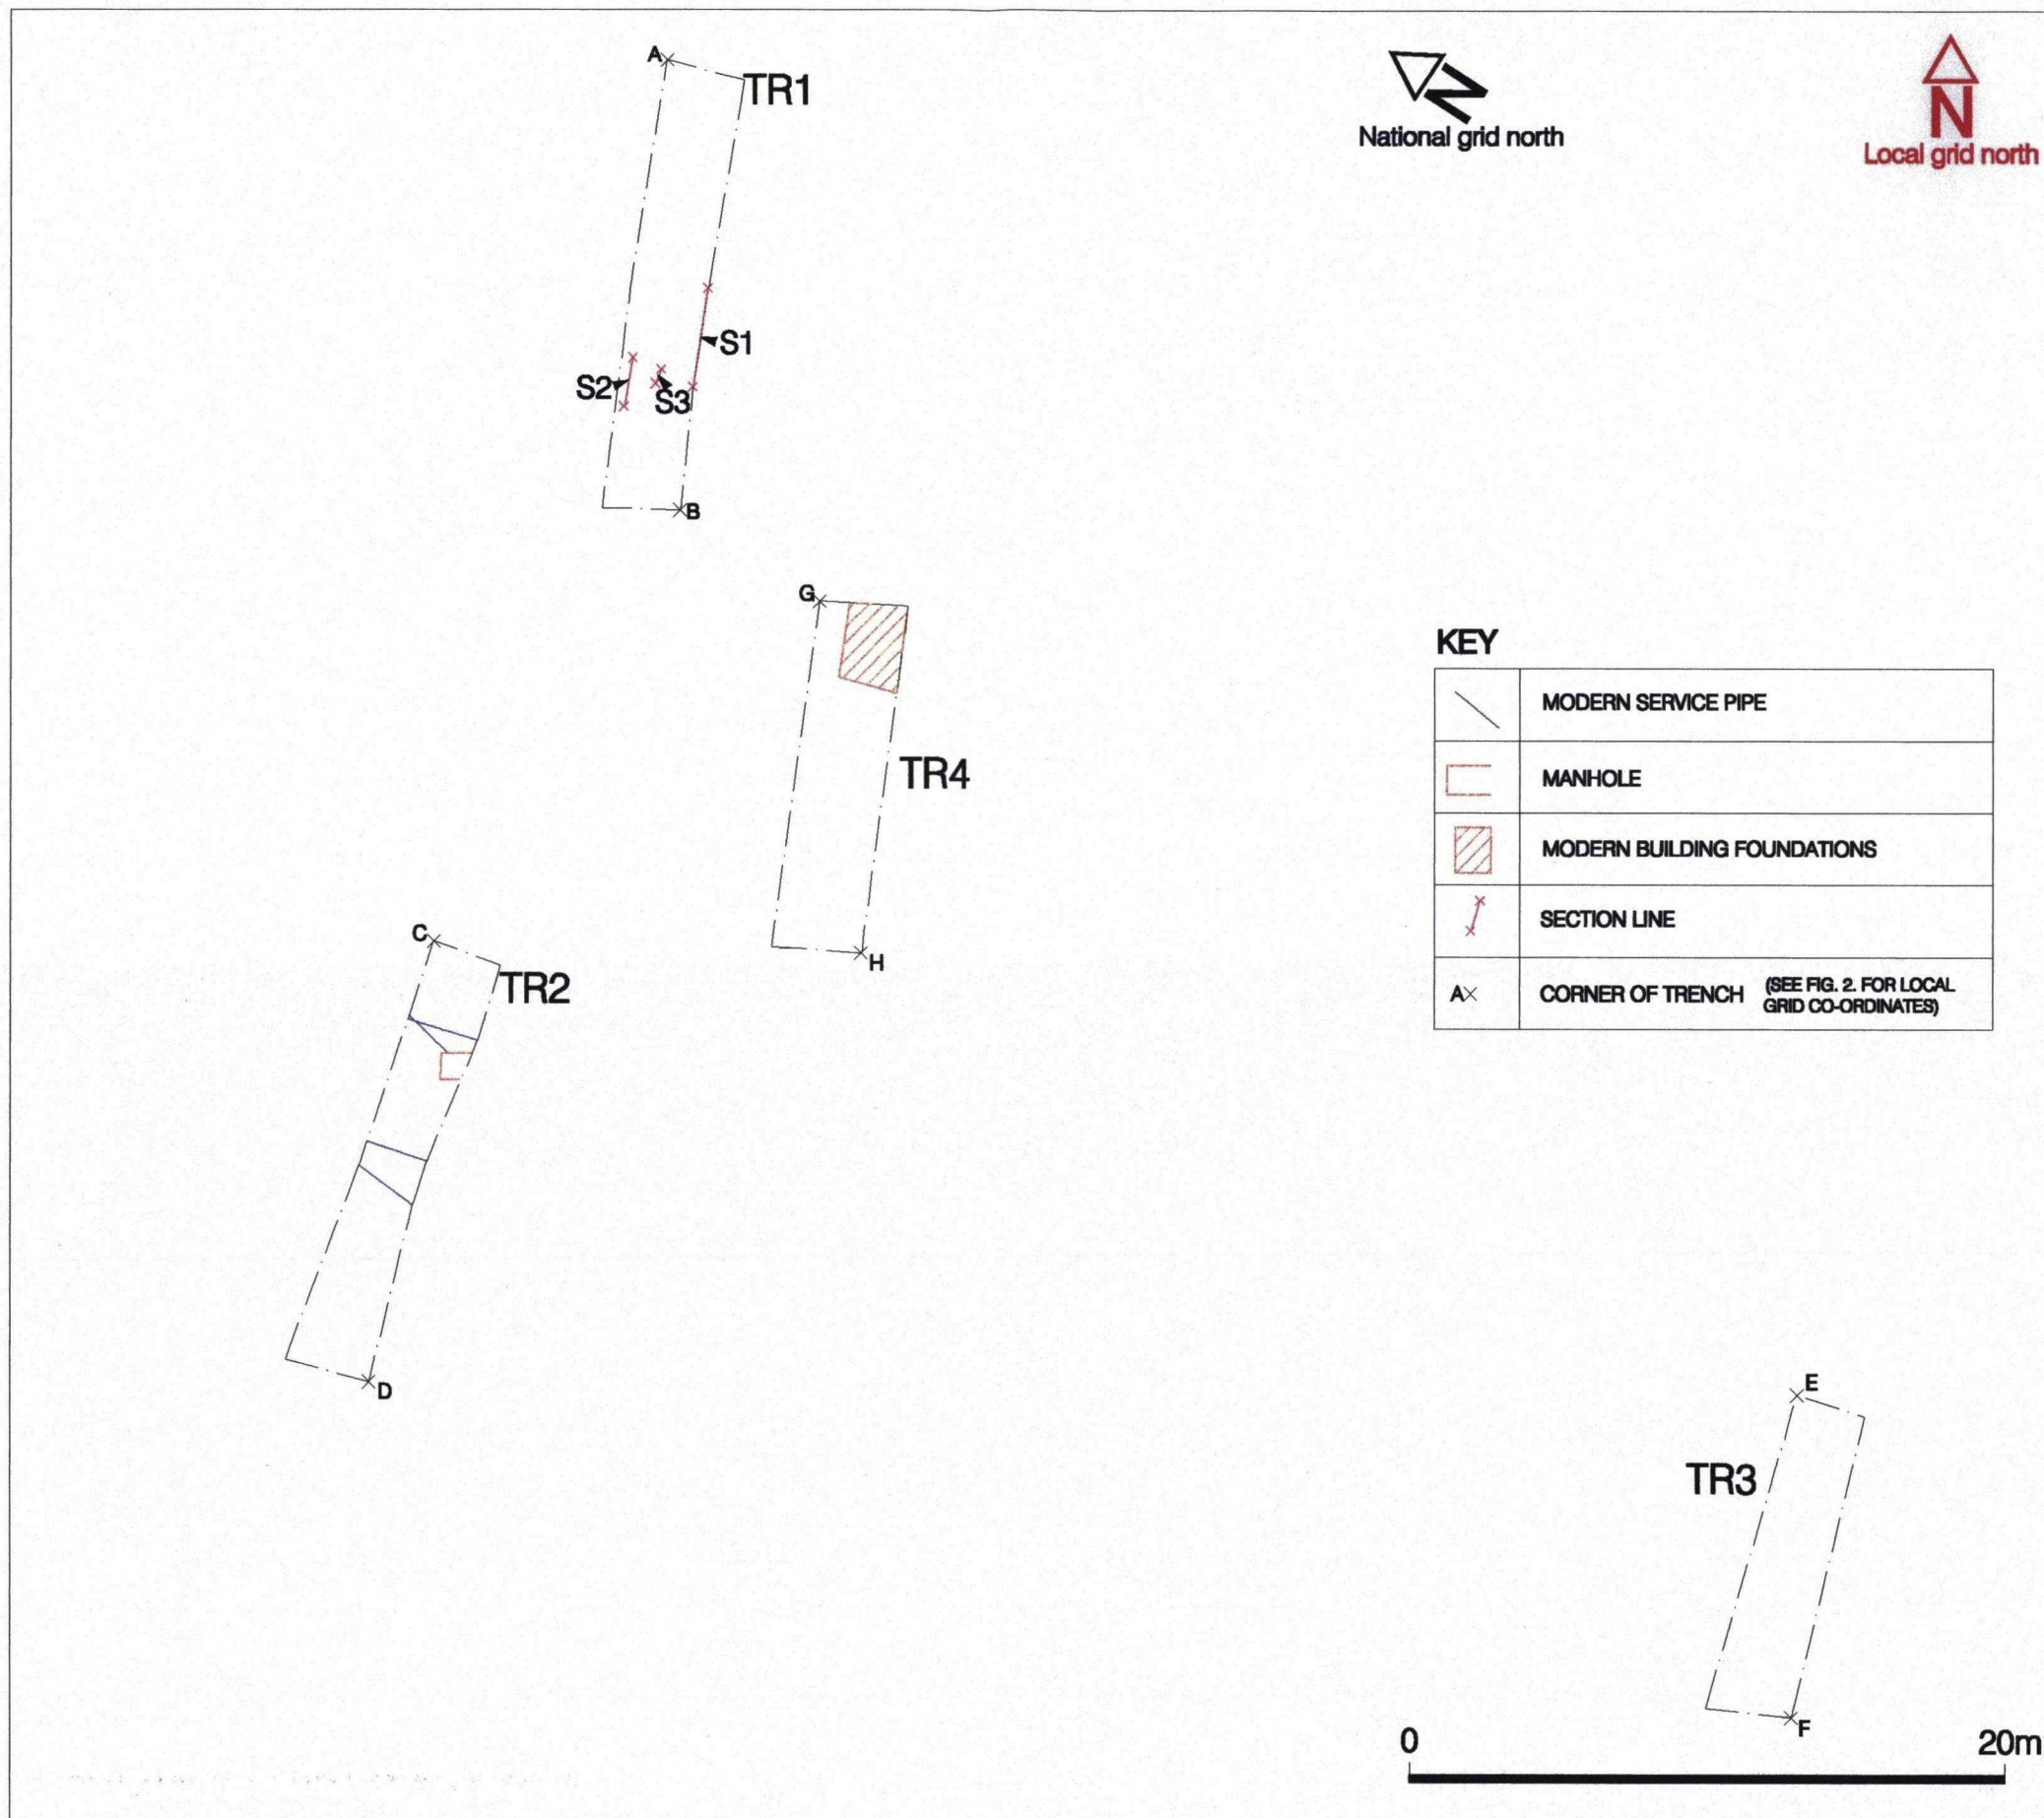 A
TR1
National grid north
N
Local grid north
N
S1
S2
S3
B
G
TR4
H
KEY
MODERN SERVICE PIPE
MANHOLE
MODERN BUILDING FOUNDATIONS
SECTION LINE
A× CORNER OF TRENCH (SEE FIG. 2. FOR LOCAL
GRID CO-ORDINATES)
C
TR2
D
E
TR3
F
0 20m